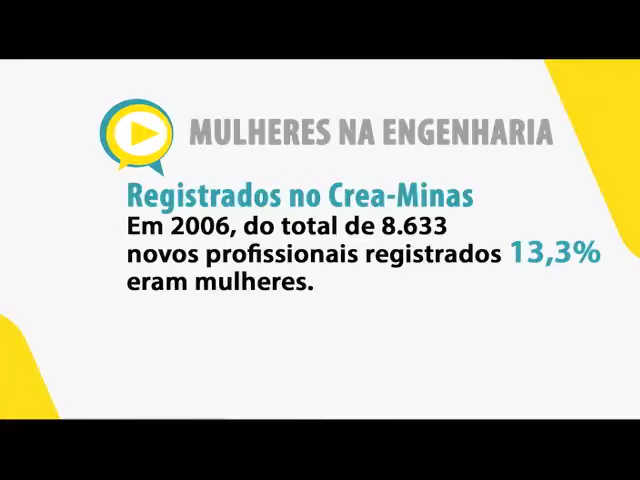 MULHERES NA ENGENHARIA
Registrados no Crea-Minas
Em 2006, do total de 8.633
novos profissionais registrados 13,3%
eram mulheres.